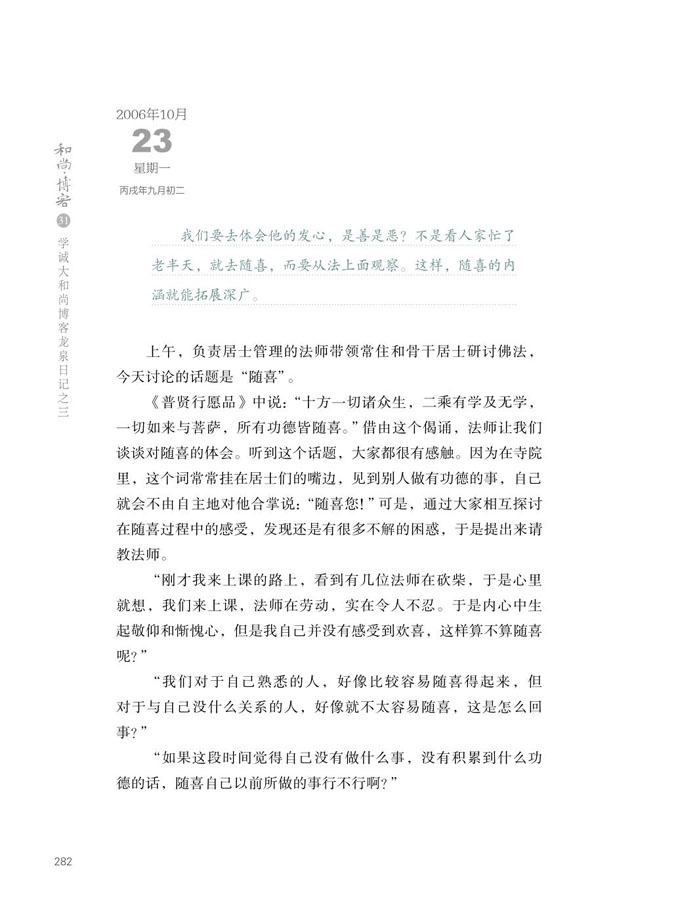 2006年10月
23
星期一
丙戌年九月初二
和尚·博客
31
学诚大和尚博客龙泉日记之三
我们要去体会他的发心，是善是恶？不是看人家忙了
老半天，就去随喜，而要从法上面观察。这样，随喜的内
涵就能拓展深广。
上午，负责居士管理的法师带领常住和骨干居士研讨佛法，
今天讨论的话题是“随喜”。
《普贤行愿品》中说：“十方一切诸众生，二乘有学及无学，
一切如来与菩萨，所有功德皆随喜。”借由这个偈诵，法师让我们
谈谈对随喜的体会。听到这个话题，大家都很有感触。因为在寺院
里，这个词常常挂在居士们的嘴边，见到别人做有功德的事，自己
就会不由自主地对他合掌说：“随喜您！”可是，通过大家相互探讨
在随喜过程中的感受，发现还是有很多不解的困惑，于是提出来请
教法师。
“刚才我来上课的路上，看到有几位法师在砍柴，于是心里
就想，我们来上课，法师在劳动，实在令人不忍。于是内心中生
起敬仰和惭愧心，但是我自己并没有感受到欢喜，这样算不算随喜
呢？”
“我们对于自己熟悉的人，好像比较容易随喜得起来，但
对于与自己没什么关系的人，好像就不太容易随喜，这是怎么回
事？”
“如果这段时间觉得自己没有做什么事，没有积累到什么功
德的话，随喜自己以前所做的事行不行啊？”
282